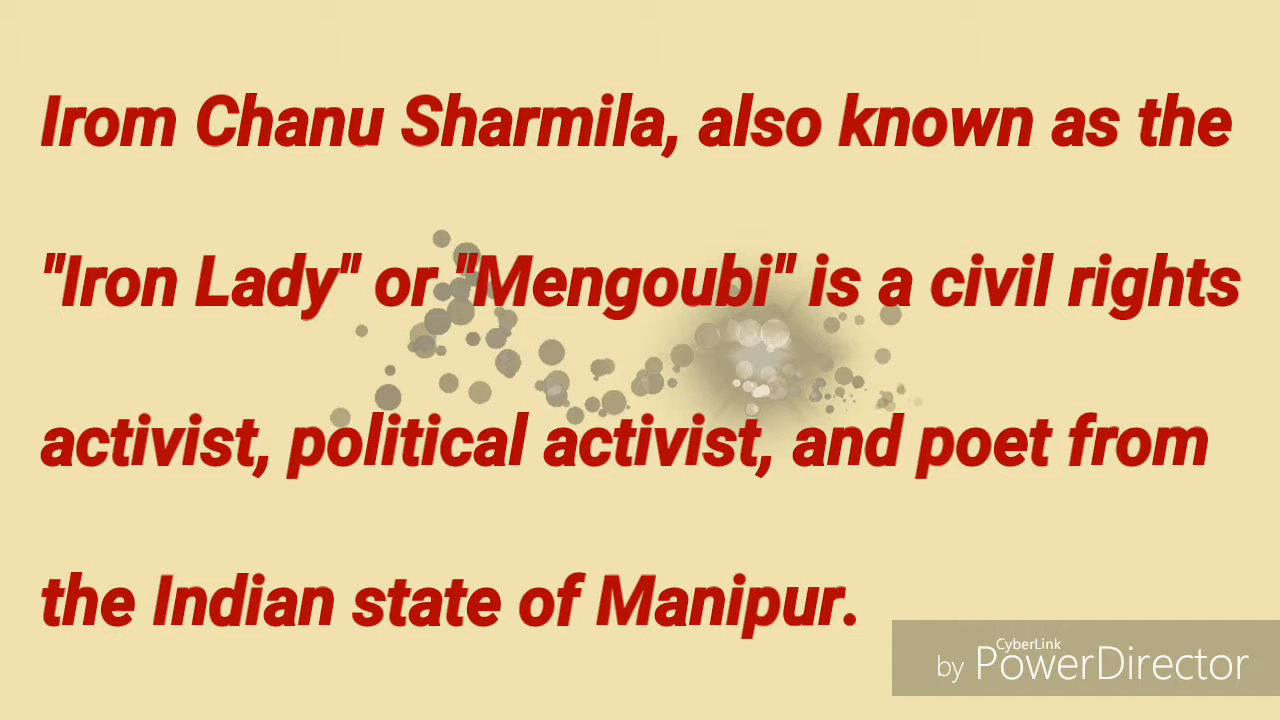 Irom Chanu Sharmila, also known as the
"Iron Lady" or "Mengoubi" is a civil rights
activist, political activist, and poet from
the Indian state of Manipur.
CyberLink
by PowerDirector